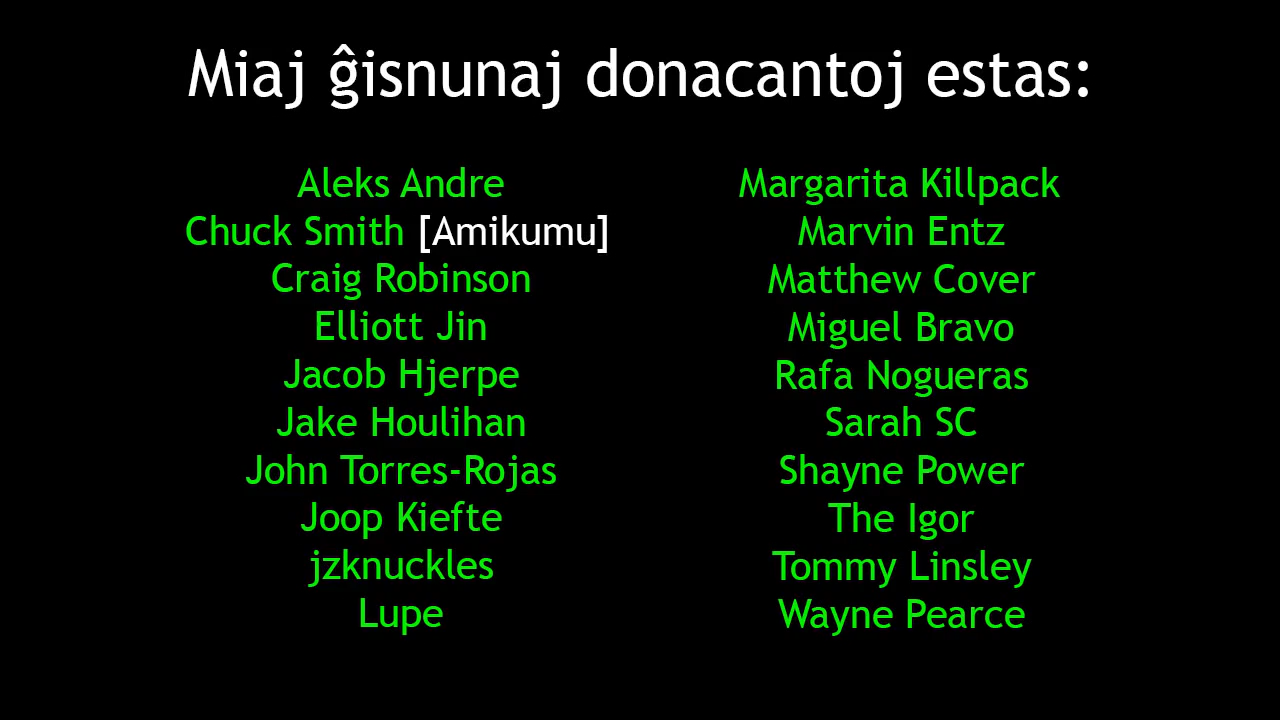 Miaj ĝisnunaj donacantoj estas:
Aleks Andre
Chuck Smith [Amikumu]
Craig Robinson
Elliott Jin
Jacob Hjerpe
Jake Houlihan
John Torres-Rojas
Joop Kiefte
jzknuckles
Lupe
Margarita Killpack
Marvin Entz
Matthew Cover
Miguel Bravo
Rafa Nogueras
Sarah SC
Shayne Power
The Igor
Tommy Linsley
Wayne Pearce